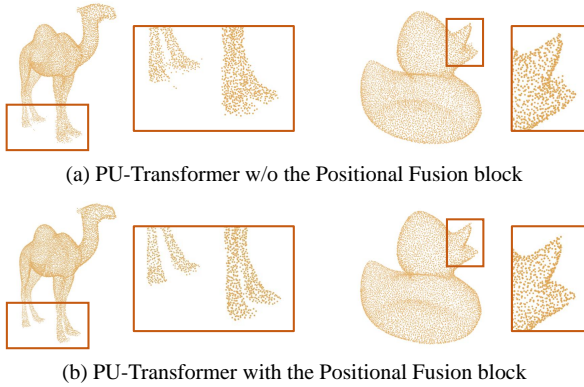 (a) PU-Transformer w/o the Positional Fusion block
(b) PU-Transformer with the Positional Fusion block